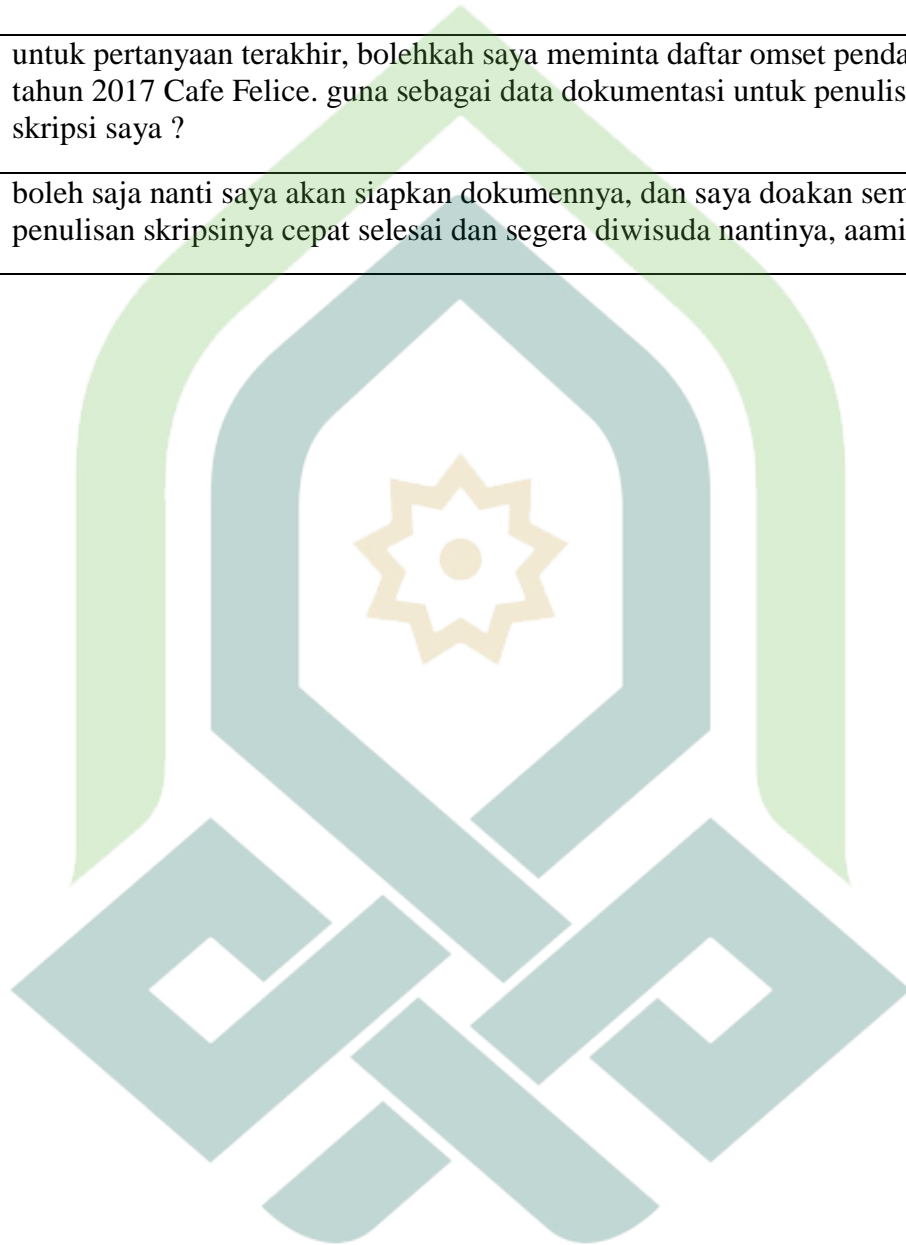 untuk pertanyaan terakhir, bolehkah saya meminta daftar omset penda
tahun 2017 Cafe Felice. guna sebagai data dokumentasi untuk penulis
skripsi saya ?
boleh saja nanti saya akan siapkan dokumennya, dan saya doakan sem
penulisan skripsinya cepat selesai dan segera diwisuda nantinya, aami